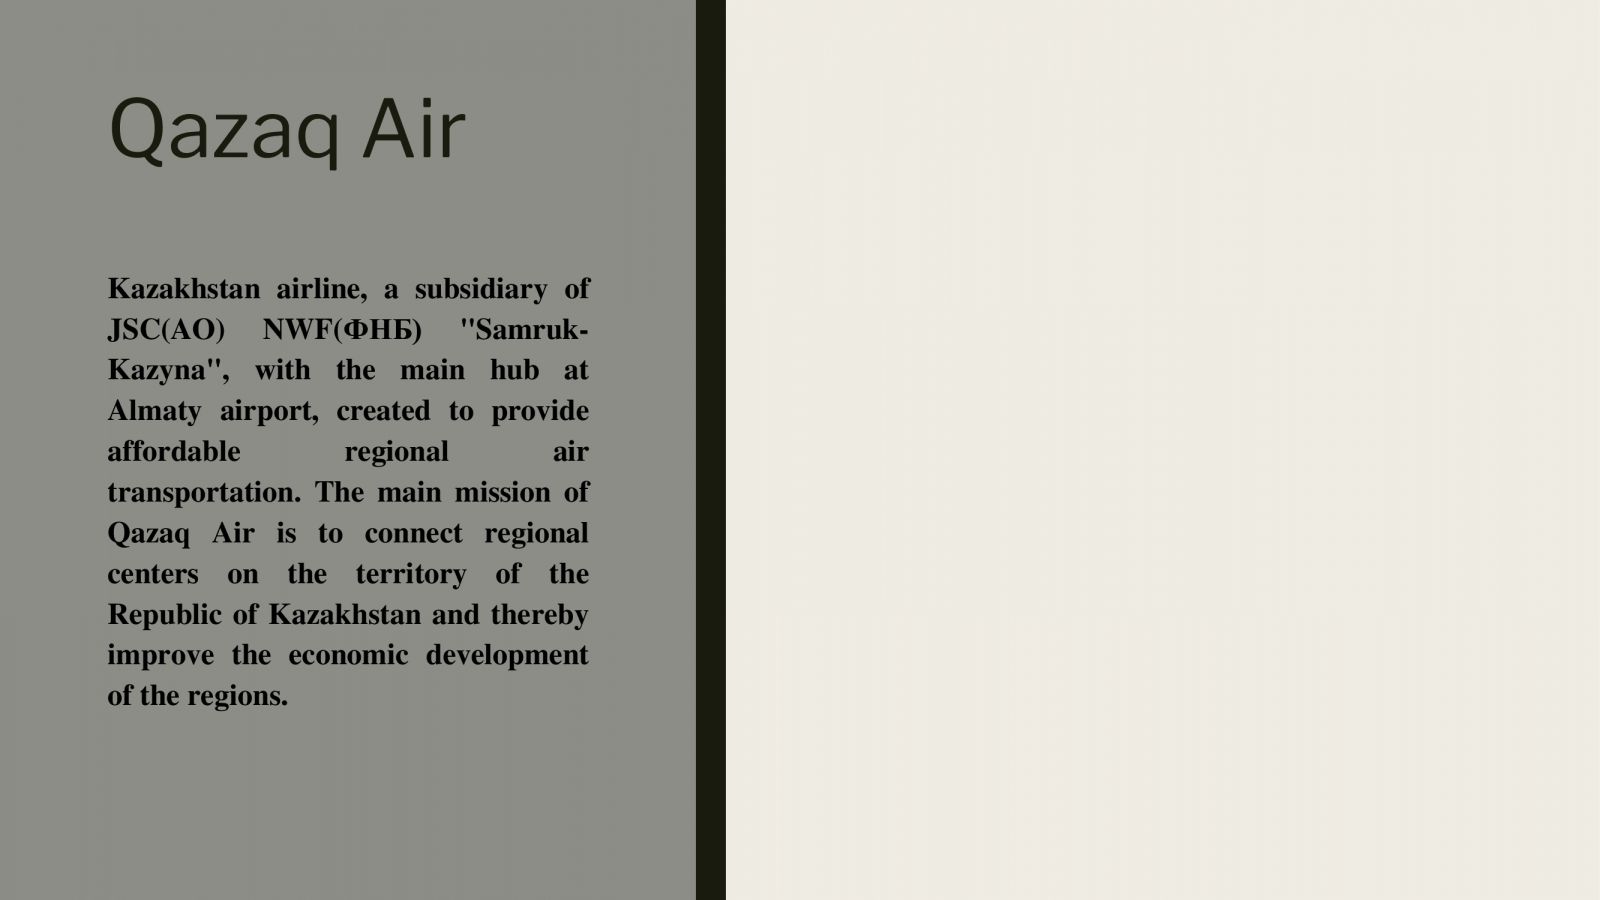 Qazaq Air
Kazakhstan airline, a subsidiary of
JSC(АО) NWF(ФНБ) "Samruk-
Kazyna", with the main hub at
Almaty airport, created to provide
affordable regional air
transportation. The main mission of
Qazaq Air is to connect regional
centers on the territory of the
Republic of Kazakhstan and thereby
improve the economic development
of the regions.